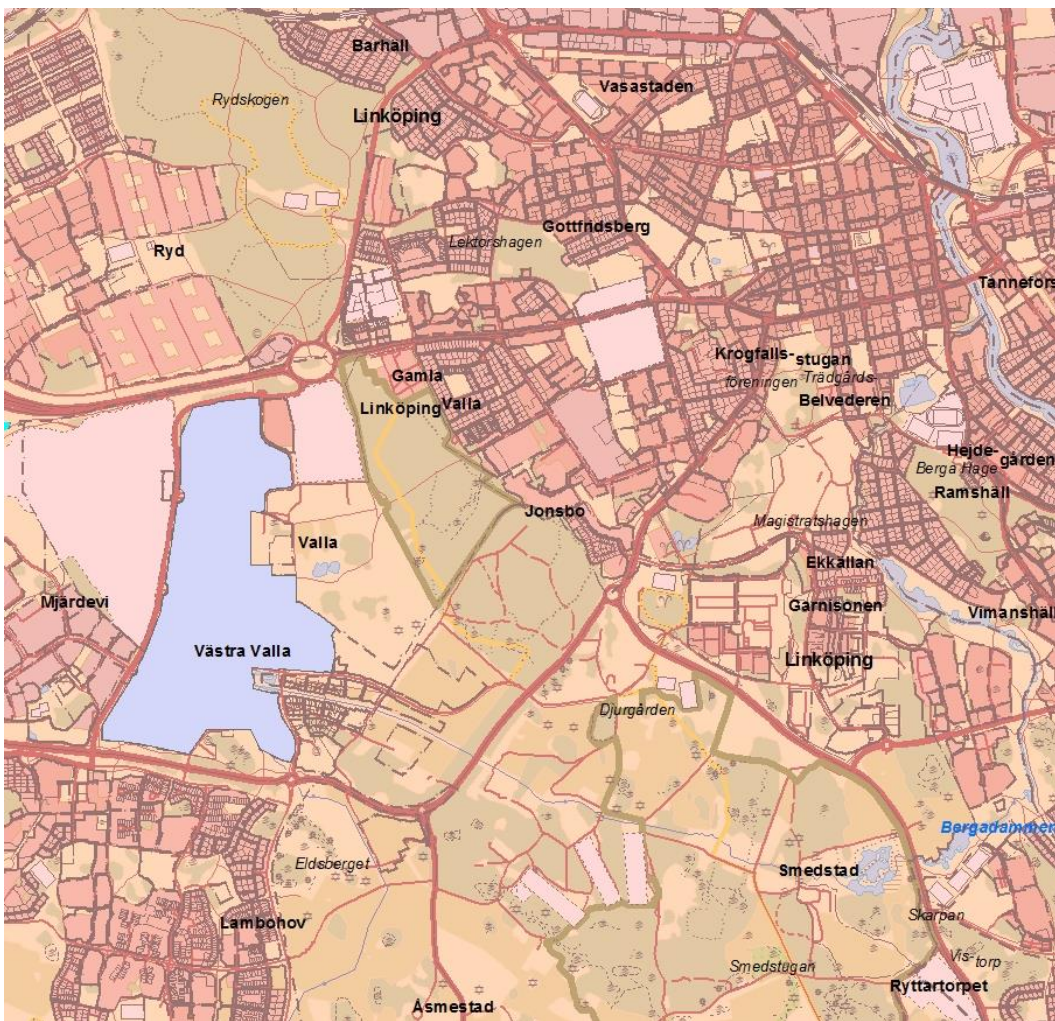 Barhäll
Vasastaden
Rydskogen
Linköping
Gottfridsberg
Lektorshagen
Ryd
Tannefors
Krogfalls-
stugan
föreningen
Trädgårds-
Gamla
Linköping
Valla
Belvederen
Hejde-
gården
Berga Hage
Ramshäll
Jonsbo
Magistratshagen
Valla
Ekkällan
Mjärdevi
Garnisonen
Vimanshäll
Västra Valla
Linköping
Djurgården
Bergadammen
Eldsberget
Smedstad
Lambohov
Skarpan
Smedstugan
Vis-
torp
Ryttartorpet
Åsmestad